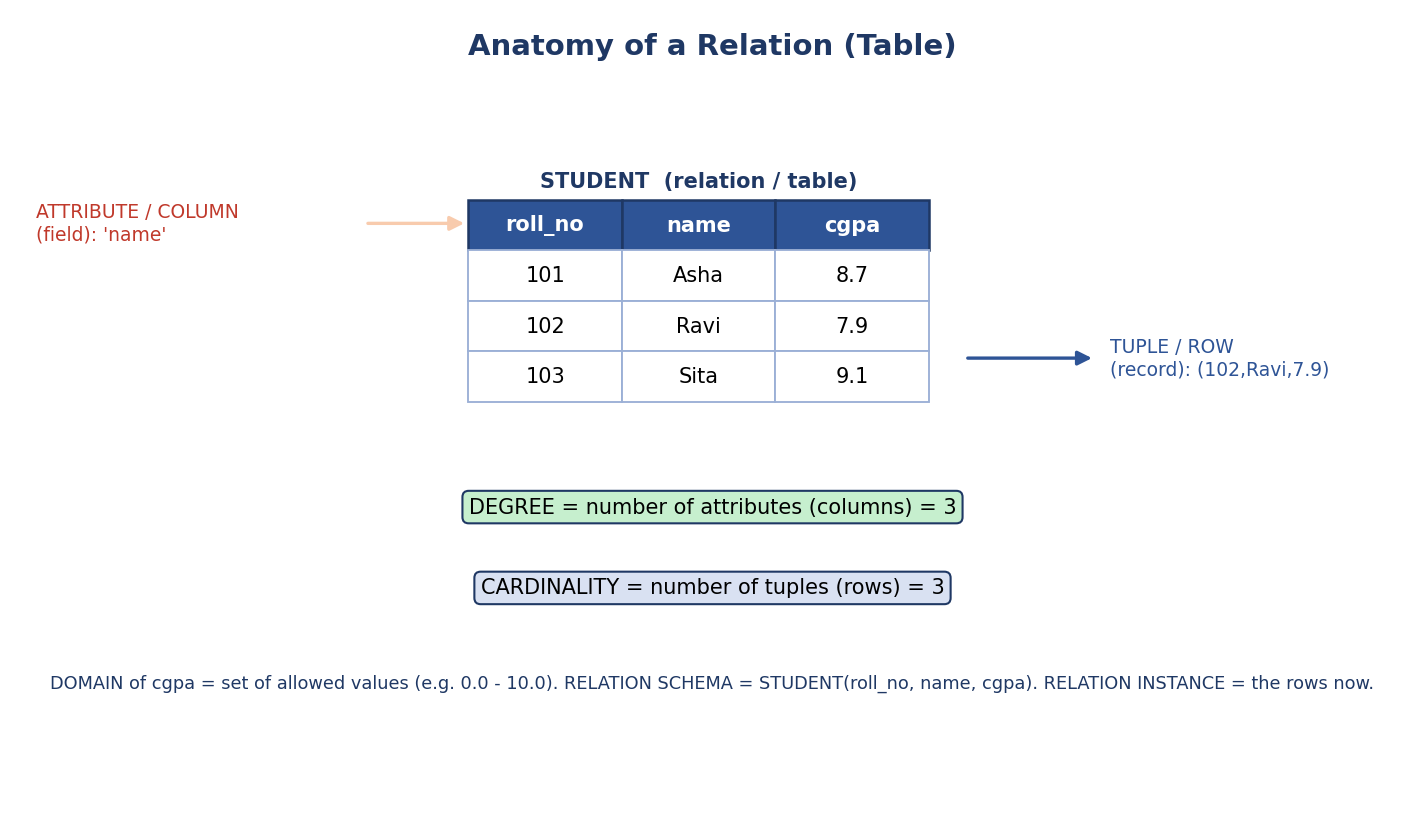 Anatomy of a Relation (Table)
STUDENT  (relation / table)
ATTRIBUTE / COLUMN
(field): 'name'
roll_no name cgpa
101 Asha 8.7
102 Ravi 7.9
103 Sita 9.1
TUPLE / ROW
(record): (102,Ravi,7.9)
DEGREE = number of attributes (columns) = 3
CARDINALITY = number of tuples (rows) = 3
DOMAIN of cgpa = set of allowed values (e.g. 0.0 - 10.0). RELATION SCHEMA = STUDENT(roll_no, name, cgpa). RELATION INSTANCE = the rows now.